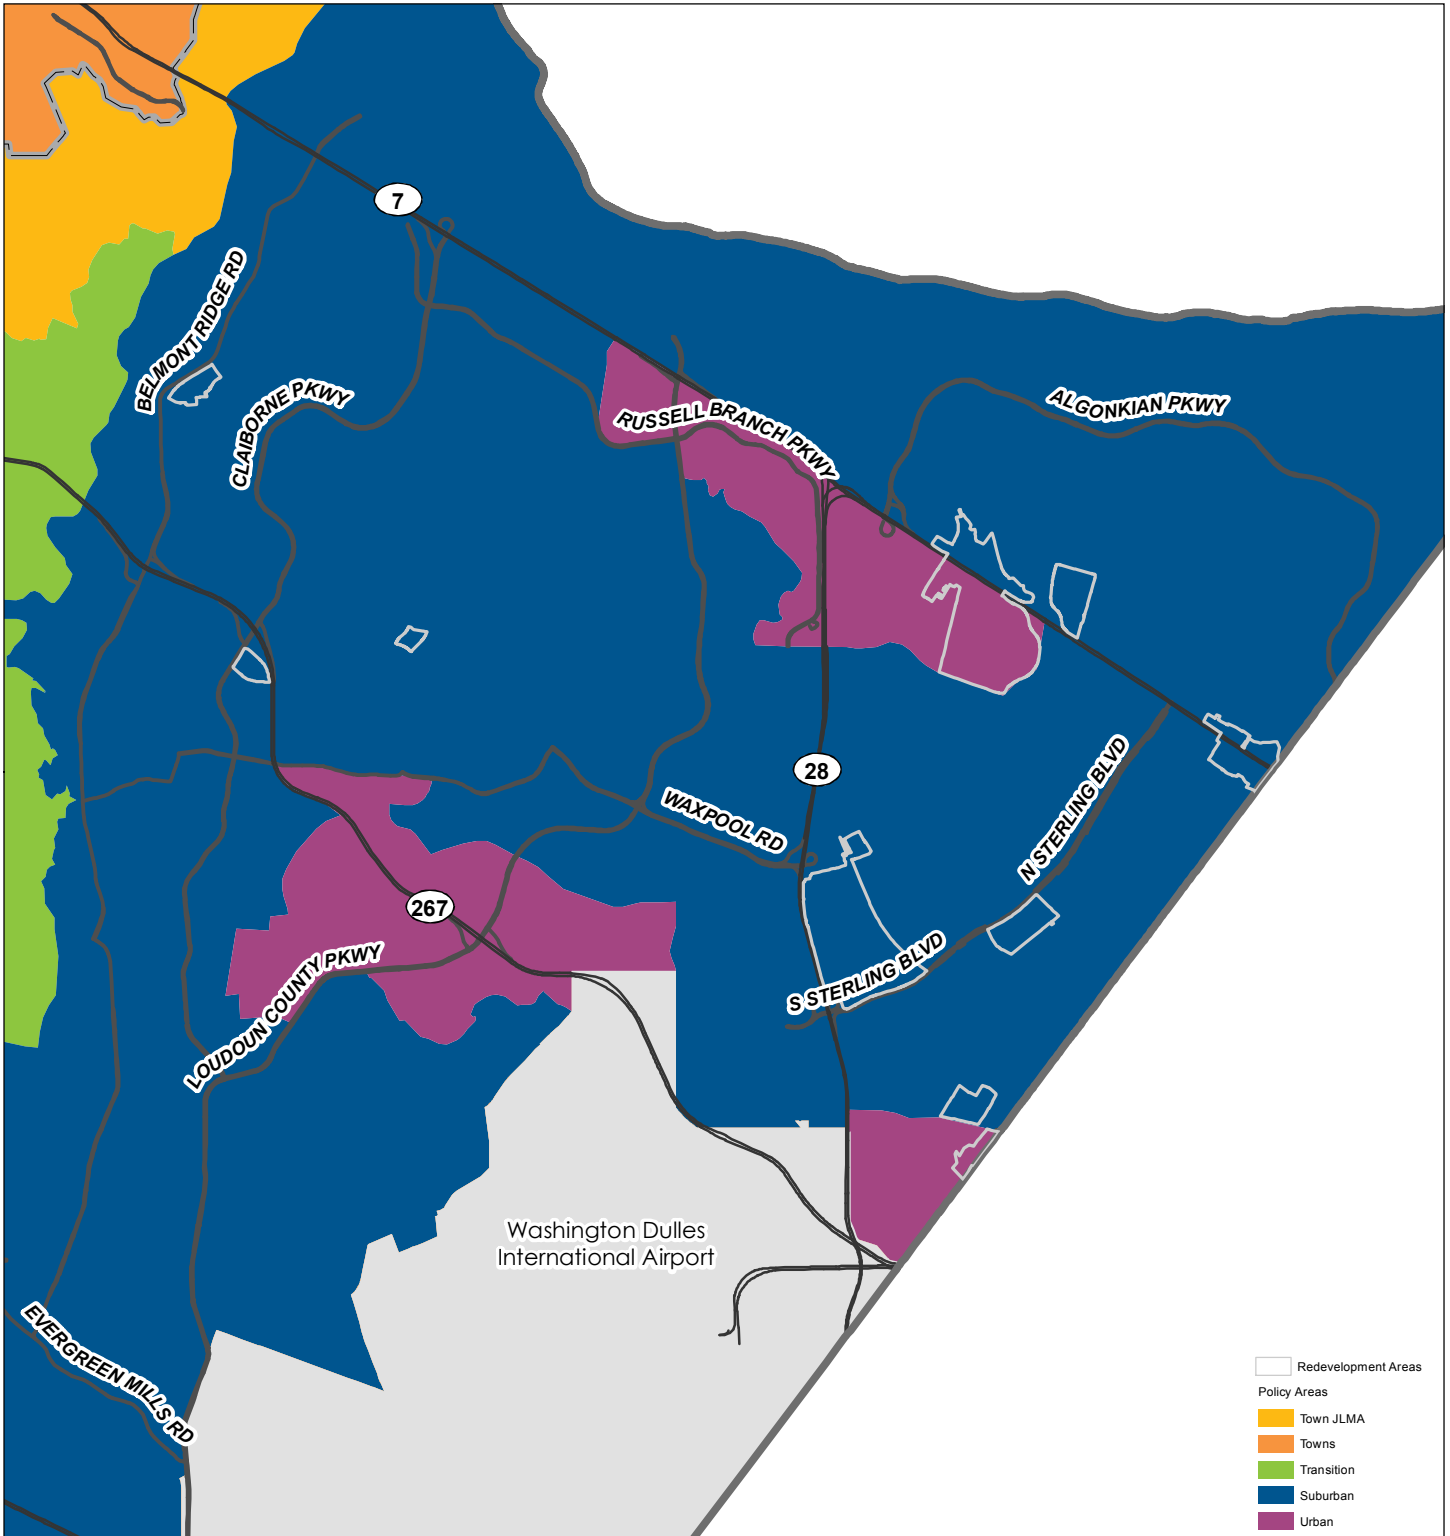 7
BELMONT RIDGE RD
CLAIBORNE PKWY
RUSSELL BRANCH PKWY
ALGONKIAN PKWY
28
WAXPOOL RD
N STERLING BLVD
267
S STERLING BLVD
LOUDOUN COUNTY PKWY
Washington Dulles
International Airport
EVERGREEN MILLS RD
Redevelopment Areas
Policy Areas
Town JLMA
Towns
Transition
Suburban
Urban